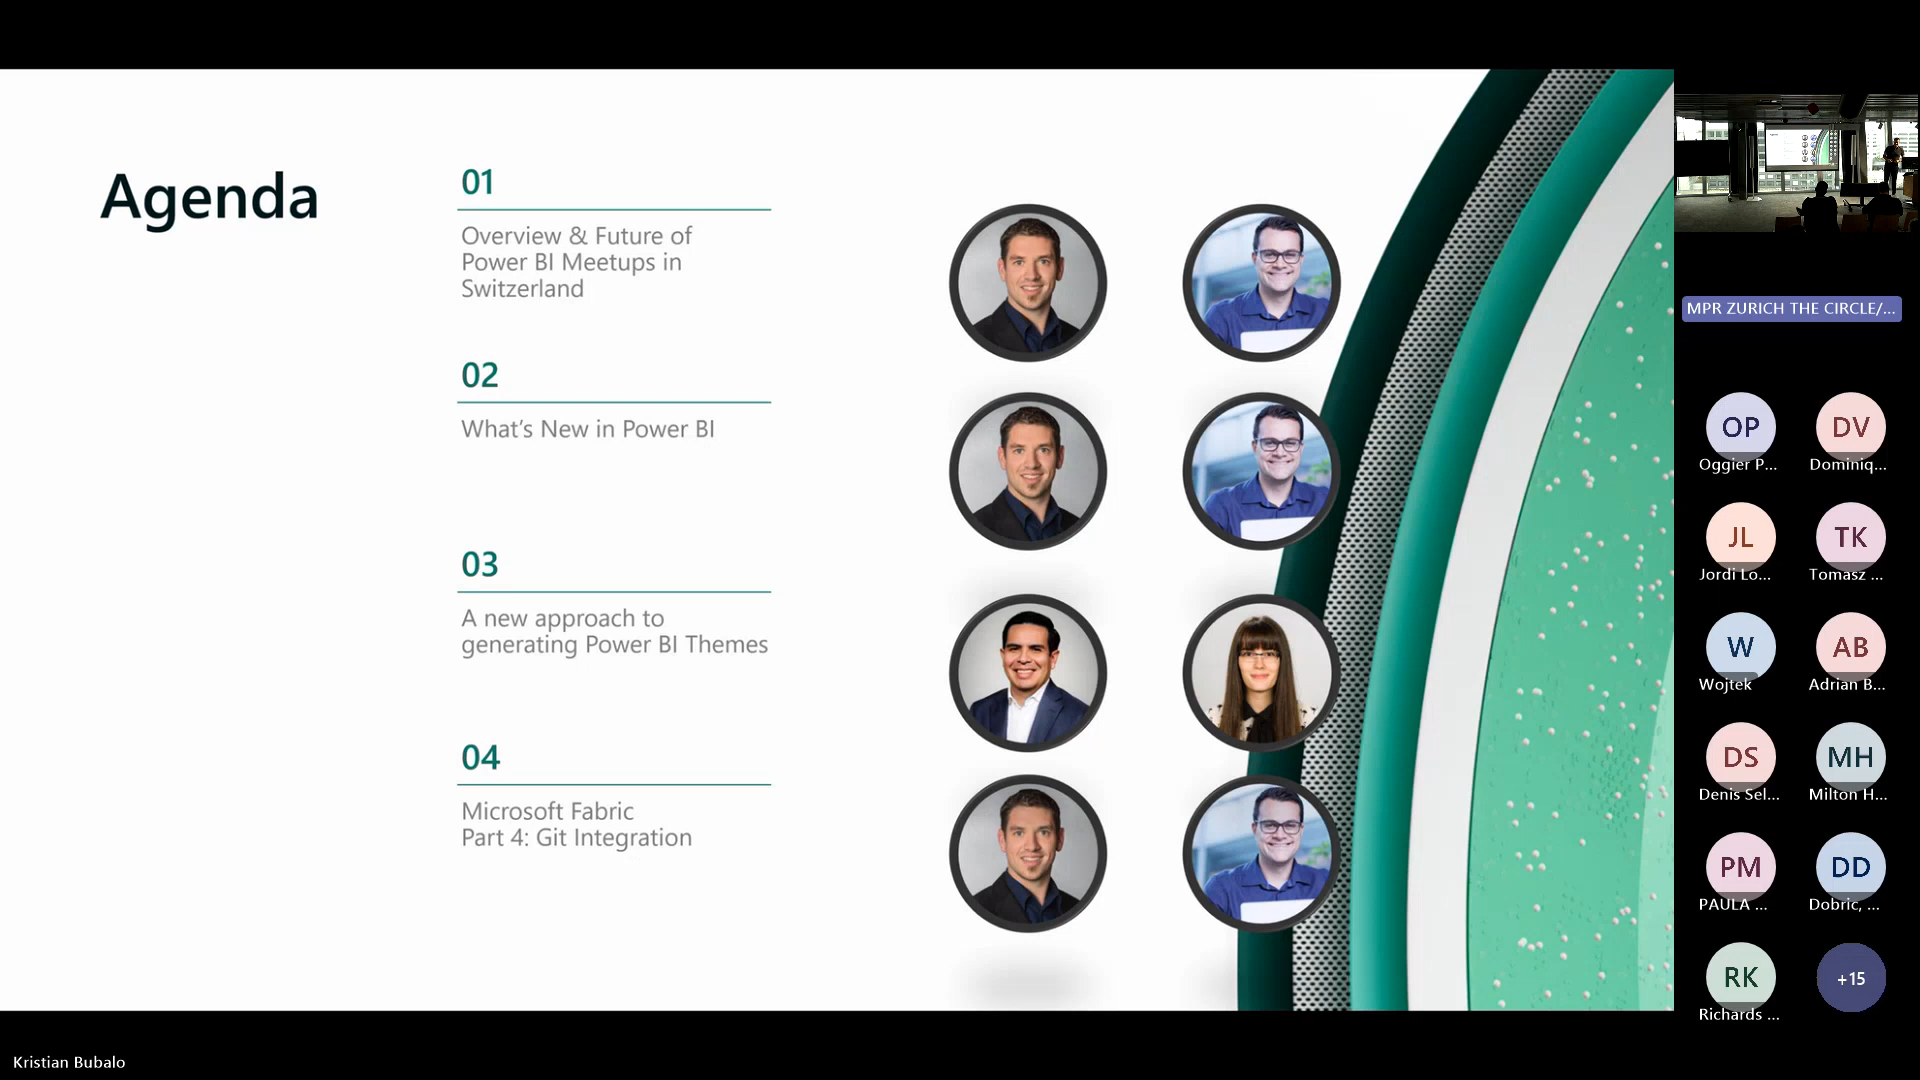 Agenda
01
Overview & Future of
Power BI Meetups in
Switzerland
02
What's New in Power BI
03
A new approach to
generating Power BI Themes
04
Microsoft Fabric
Part 4: Git Integration
MPR ZURICH THE CIRCLE/...
OP
Oggier P...
DV
Dominiq...
JL
Jordi Lo...
TK
Tomasz ...
W
Wojtek
AB
Adrian B...
DS
Denis Sel...
MH
Milton H...
PM
PAULA ...
DD
Dobric, ...
RK
Richards ...
+15
Kristian Bubalo